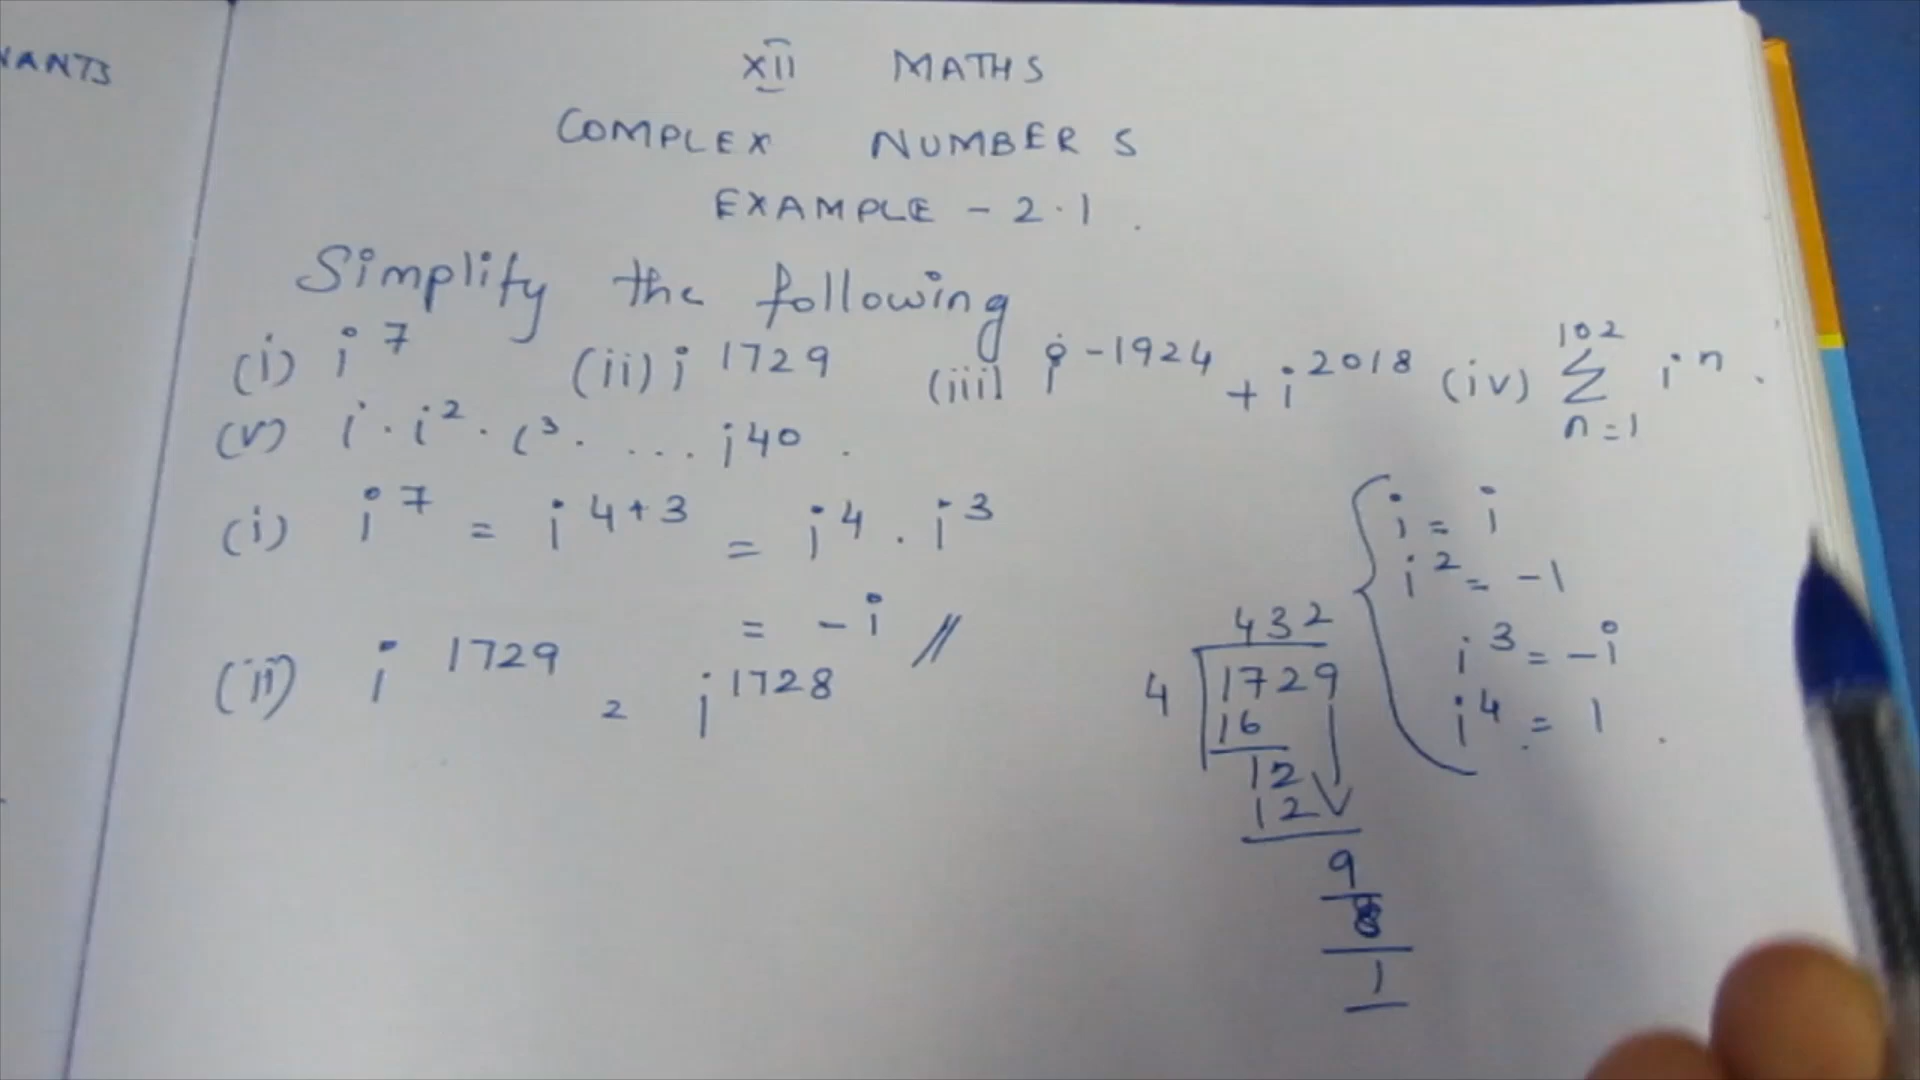 VANTS
XII MATHS
COMPLEX NUMBERS
EXAMPLE - 2.1.
Simplify the following
(i) i^7 (ii) i^1729 (iii) i^-1924 + i^2018 (iv) 102 Σ n=1 i^n.
(v) i . i^2 . i^3 . .... i^40 .
(i) i^7 = i^4+3 = i^4 . i^3
= -i //
(ii) i^1729 = i^1728
i = i
i^2 = -1
i^3 = -i
i^4 = 1.
432
4 1729
16
12
12
9
8
1